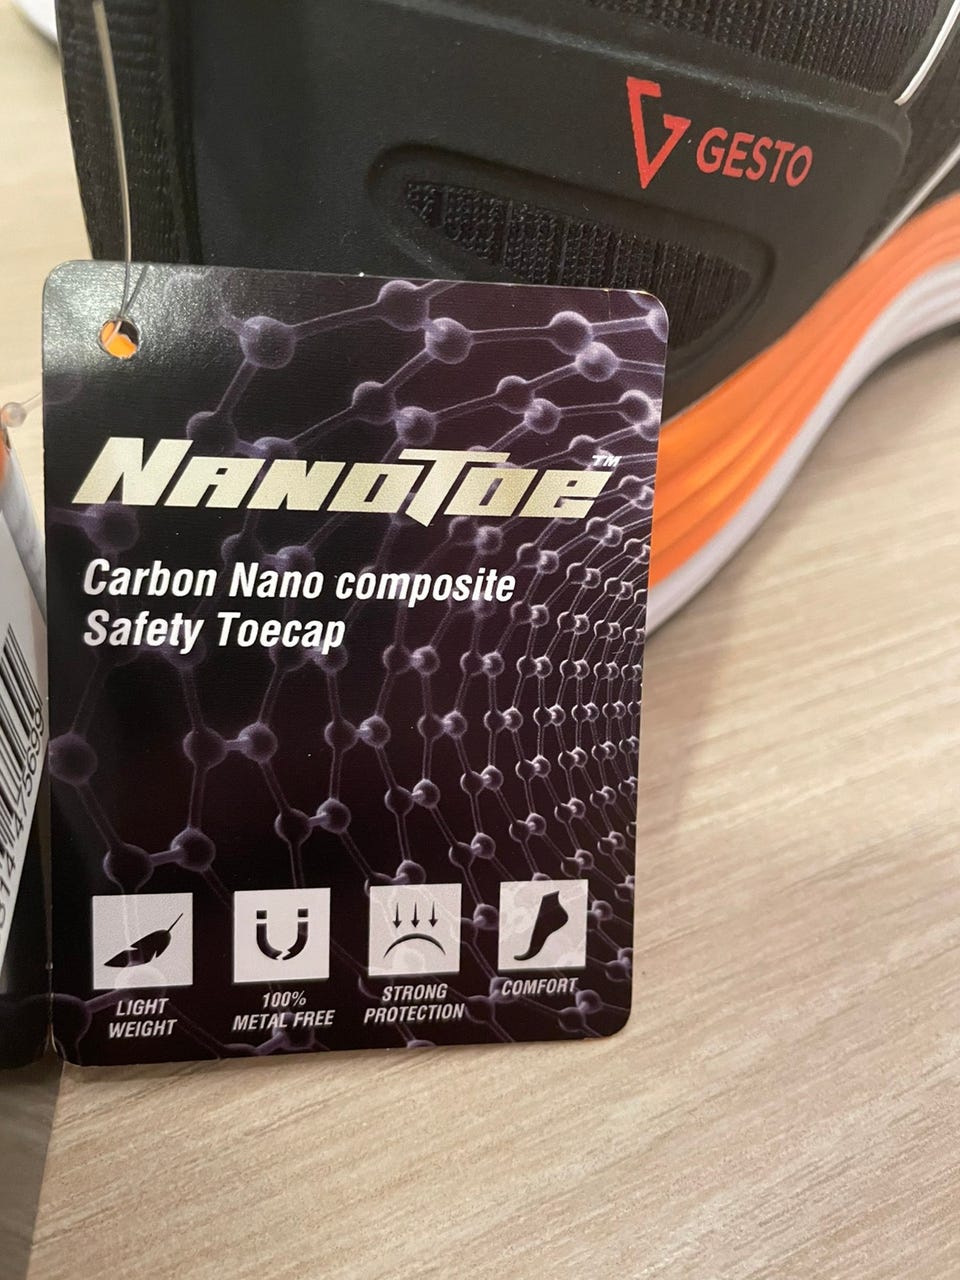 GESTO
NANOTOE™
Carbon Nano composite
Safety Toecap
LIGHT
WEIGHT
100%
METAL FREE
STRONG
PROTECTION
COMFORT